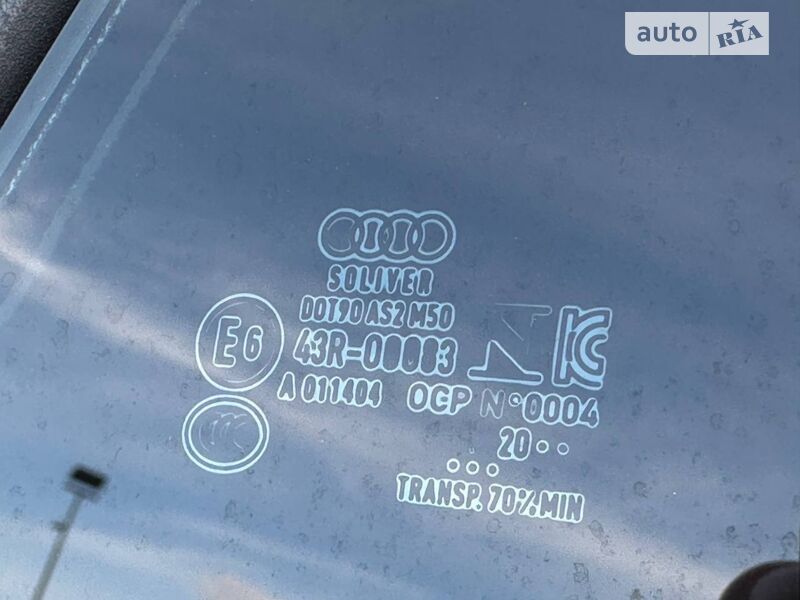 auto RIA
SOLIVER
DOT90 AS2 M50
E6 43R-00083
A 011404 OCP N°0004
20··
TRANSP. 70% MIN